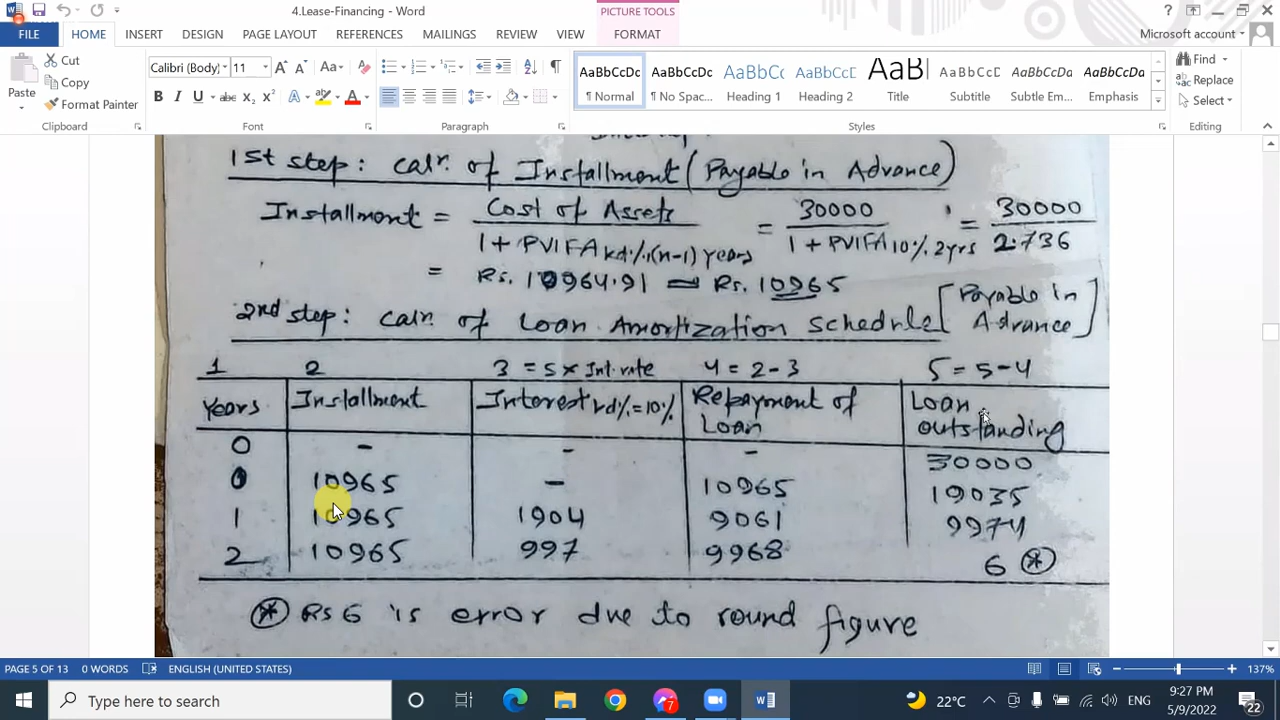 4.Lease-Financing - Word
PICTURE TOOLS
FILE HOME INSERT DESIGN PAGE LAYOUT REFERENCES MAILINGS REVIEW VIEW FORMAT
Microsoft account
Paste
Cut
Copy
Format Painter
Clipboard
Calibri (Body) 11
Font
Paragraph
AaBbCcDc AaBbCcDc AaBbCc AaBbCcC AaB AaBbCcD AaBbCcDc AaBbCcDc
¶ Normal ¶ No Spac... Heading 1 Heading 2 Title Subtitle Subtle Em... Emphasis
Styles
Find
Replace
Select
Editing
1st step: caln. of Installment (Payable in Advance)
Installment = Cost of Assets / 1 + PVIFA kd%,(n-1) years = 30000 / 1 + PVIFA 10% 2yrs = 30000 / 2.736
= Rs. 10964.91 = Rs. 10965
2nd step: caln. of Loan Amortization schedule [Payable in Advance]
1 2 3 = 5 x Int. rate 4 = 2 - 3 5 = 5 - 4
Years Installment Interest kd% = 10% Repayment of Loan Loan outstanding
0 - - - 30000
0 10965 - 10965 19035
1 10965 1904 9061 9974
2 10965 997 9968 6 (*)
(*) Rs 6 is error due to round figure
PAGE 5 OF 13 0 WORDS ENGLISH (UNITED STATES) 137%
Type here to search
7
22°C
ENG
9:27 PM
5/9/2022
22